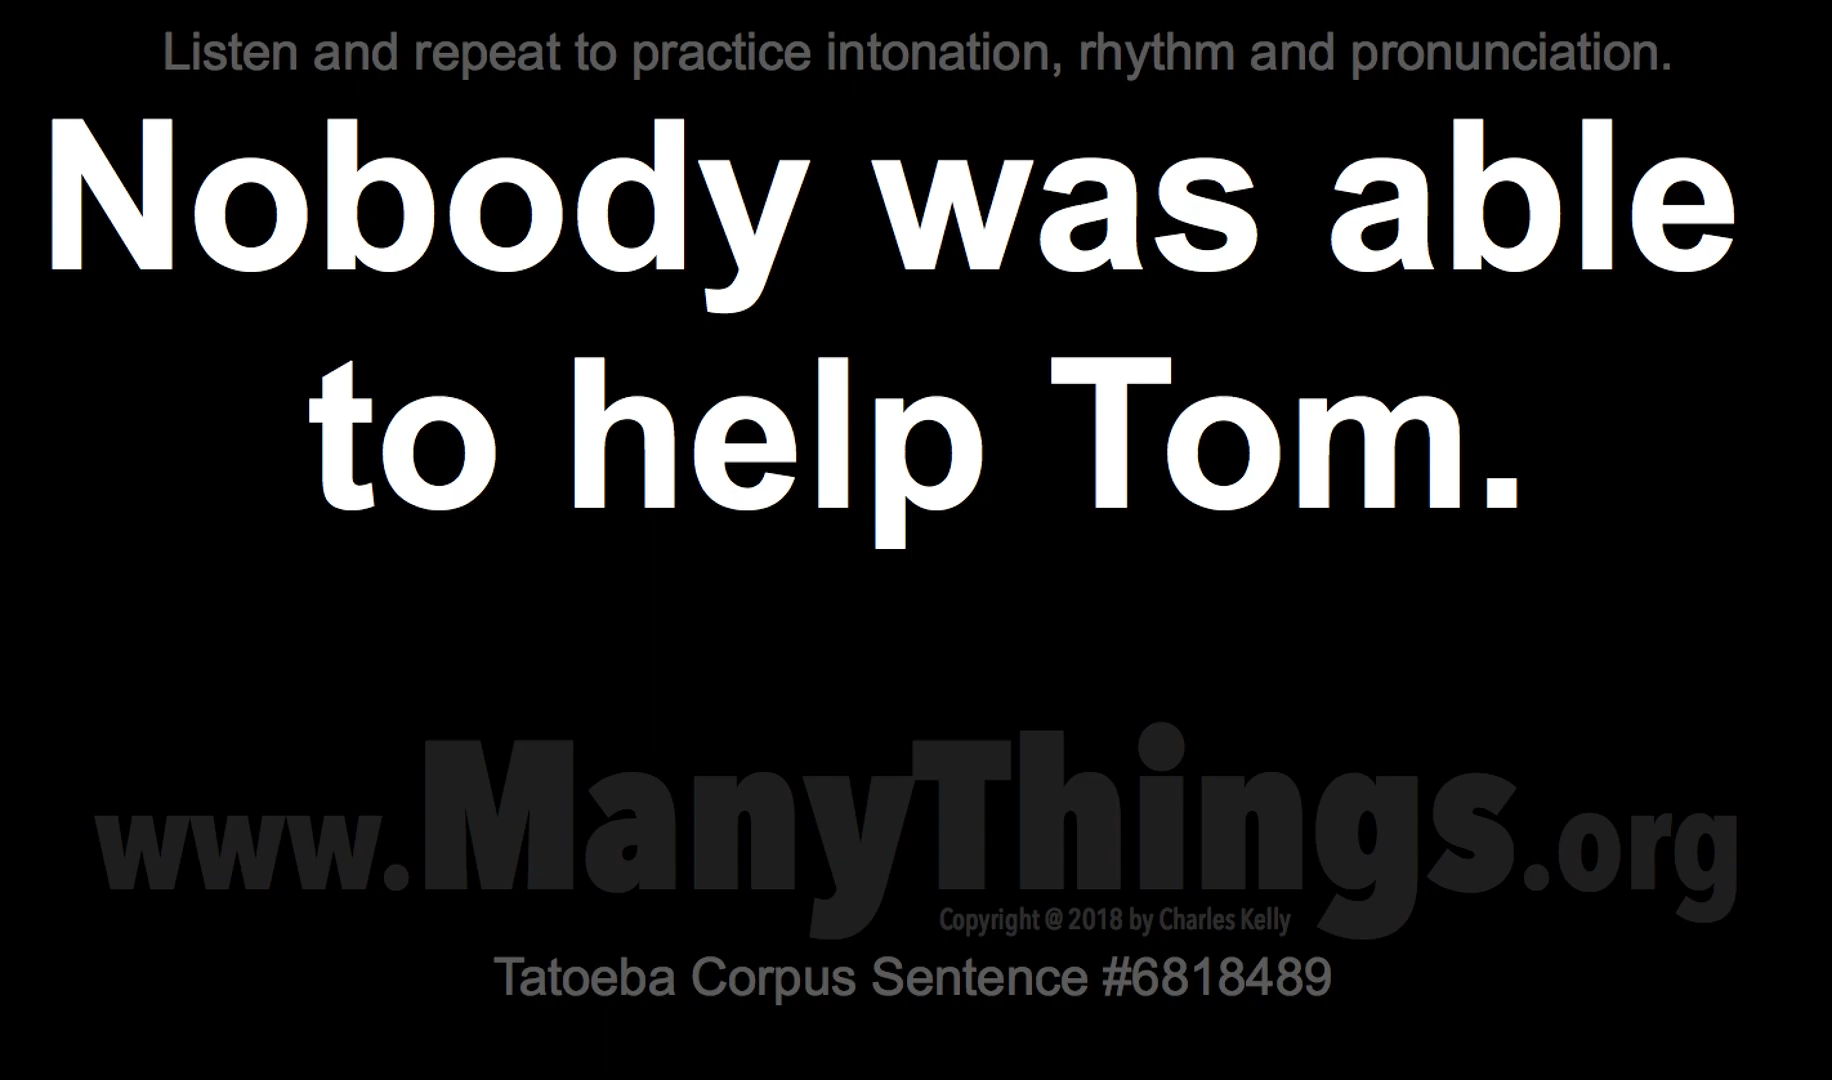 Listen and repeat to practice intonation, rhythm and pronunciation.
Nobody was able
to help Tom.
www.ManyThings.org
Copyright @ 2018 by Charles Kelly
Tatoeba Corpus Sentence #6818489